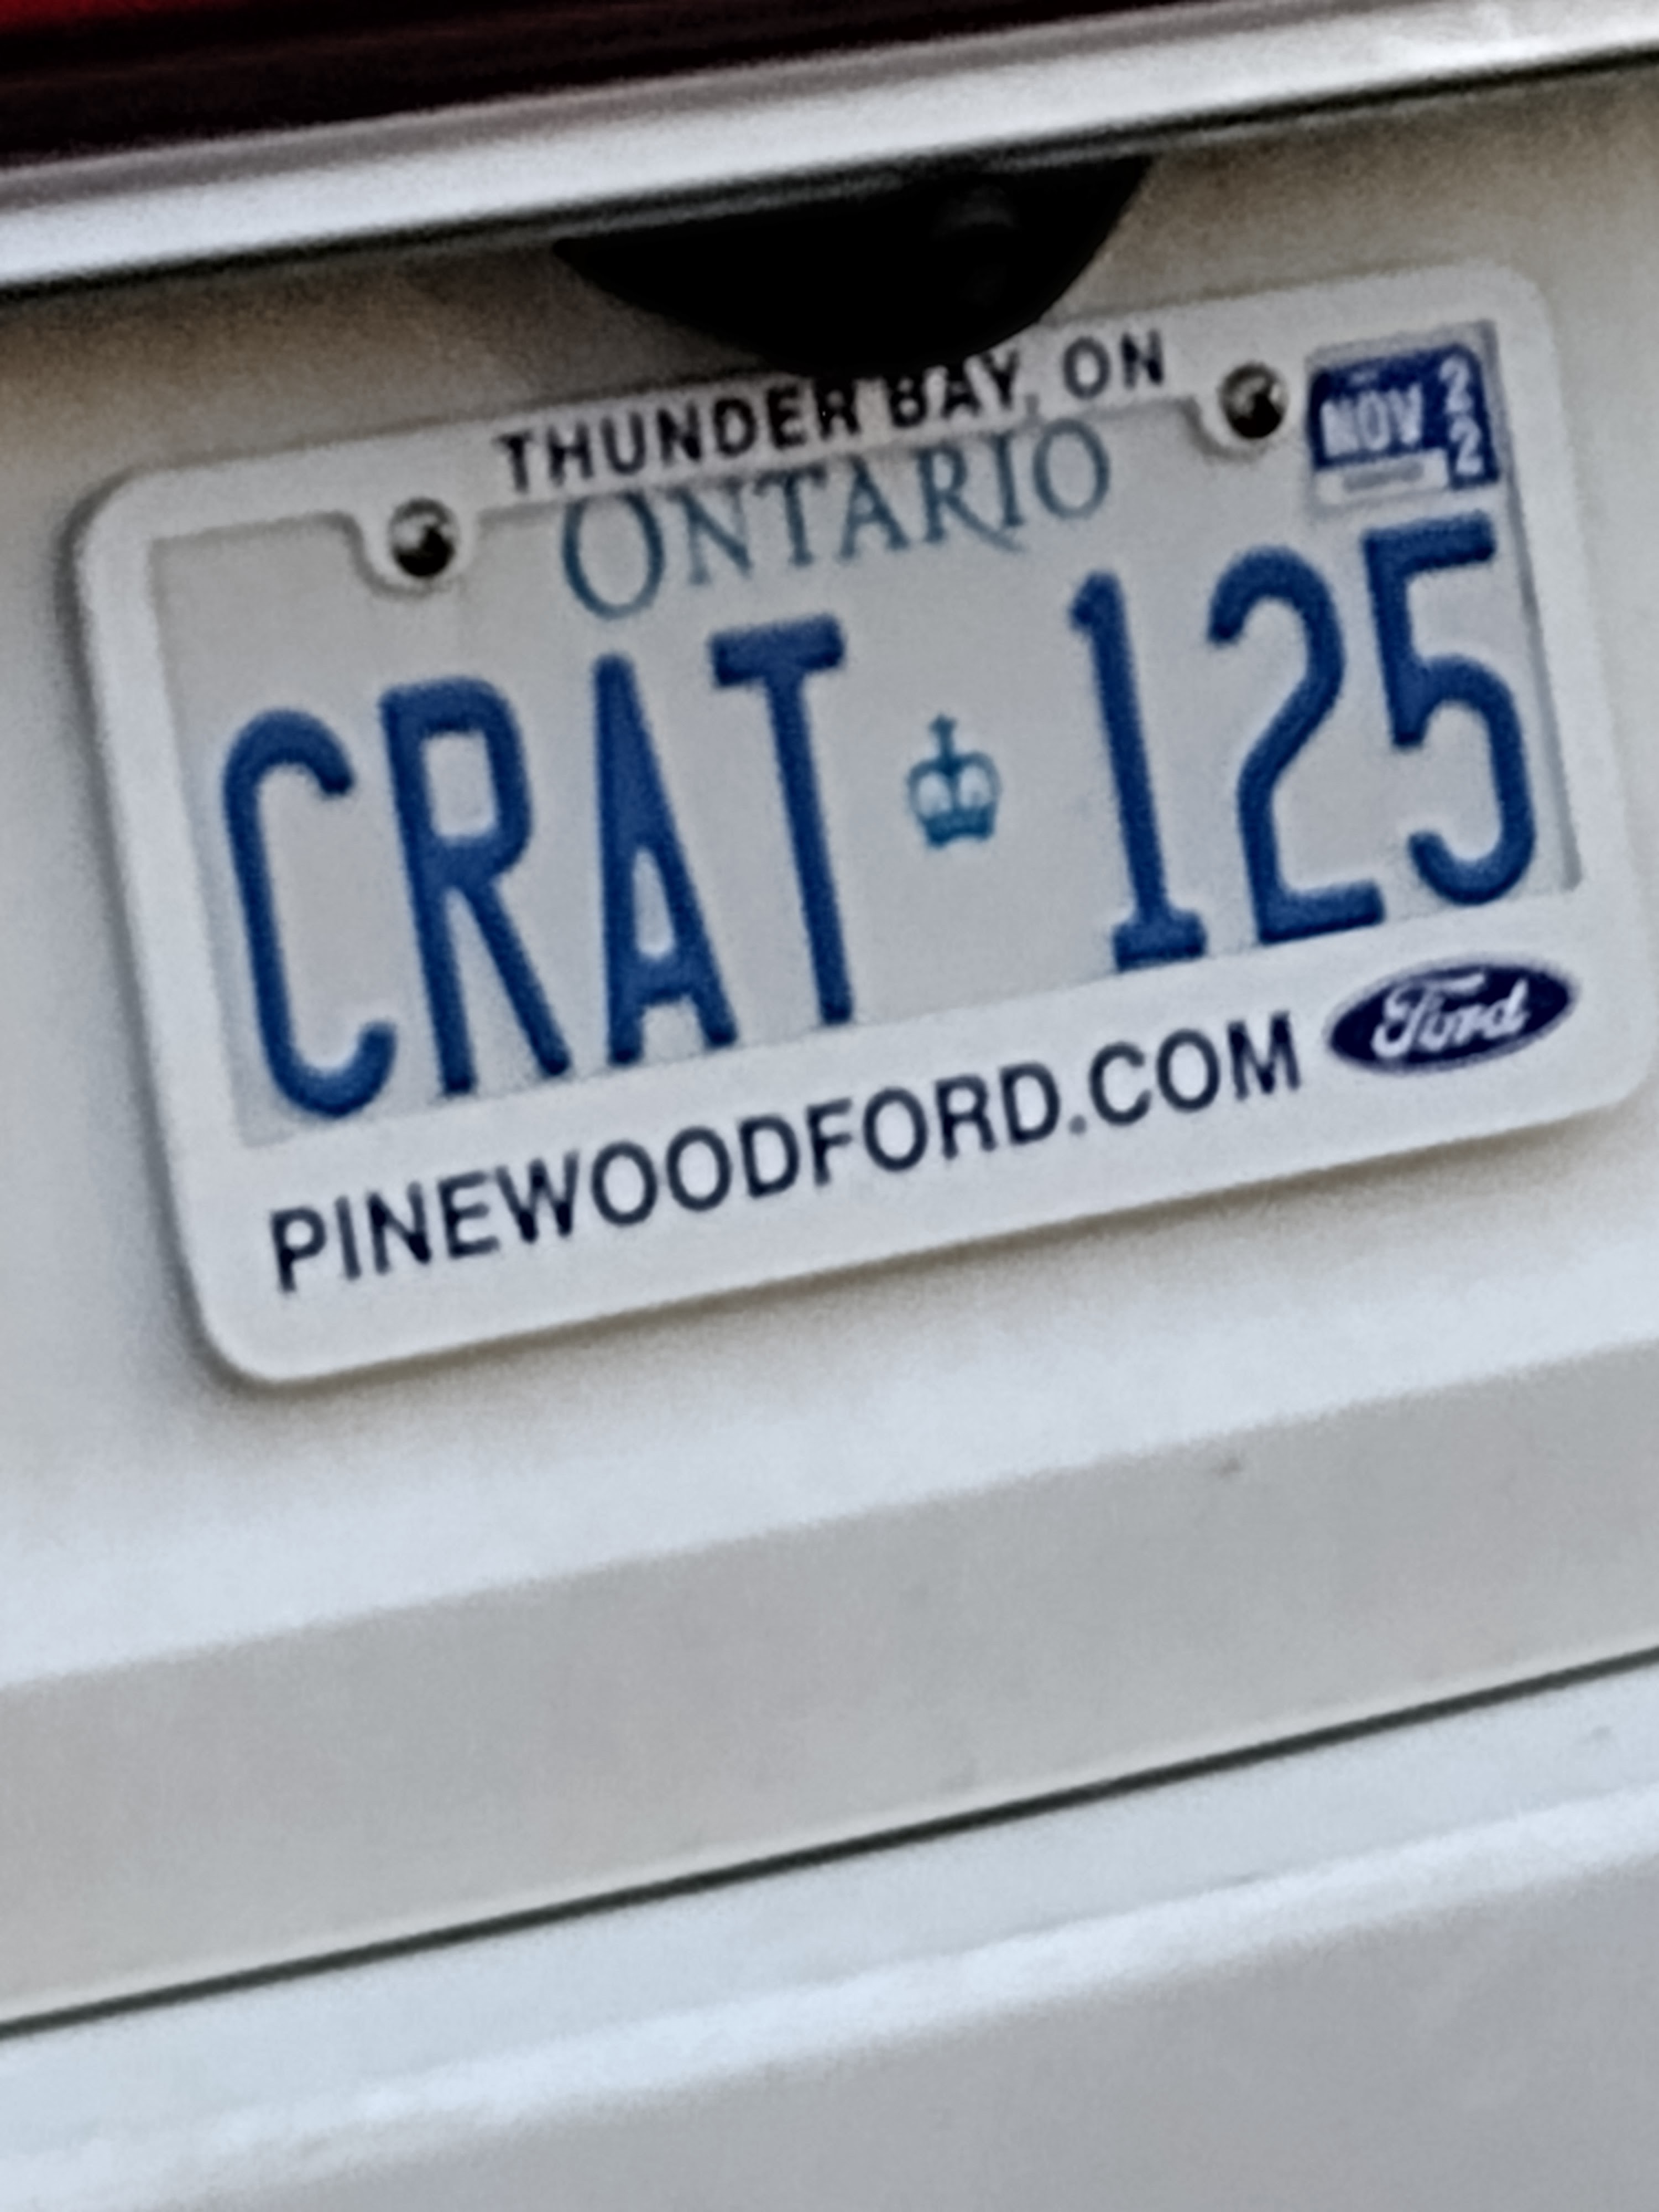 THUNDER BAY, ON
ONTARIO
NOV 22
CRAT 125
PINEWOODFORD.COM Ford